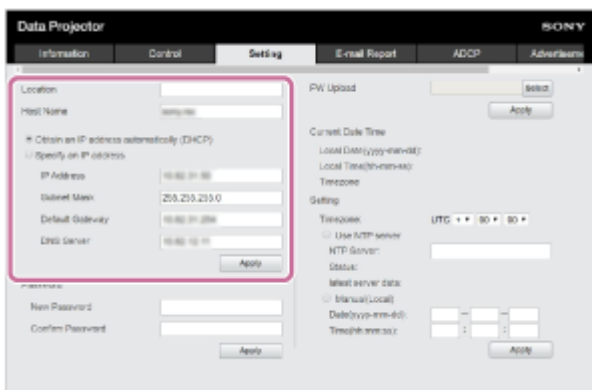 Data Projector
SONY
Information Control Setting E-mail Report ADCP Advertisem
Location
Host Name
Obtain an IP address automatically (DHCP)
Specify an IP address
IP Address
Subnet Mask 255.255.255.0
Default Gateway
DNS Server
Apply
Password
New Password
Confirm Password
Apply
FW Upload Select
Apply
Current Date Time
Local Date(yyyy-mm-dd):
Local Time(hh-mm-ss):
Timezone
Setting
Timezone: UTC + 00 00
Use NTP server
NTP Server:
Status:
latest server data:
Manual(Local)
Date(yyyy-mm-dd): — —
Time(hh:mm:ss): : :
Apply